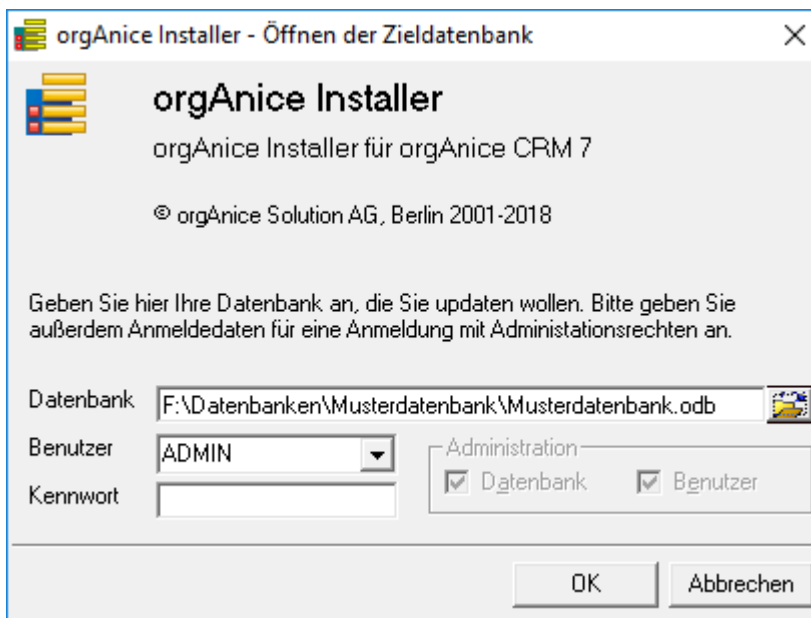 orgAnice Installer - Öffnen der Zieldatenbank
orgAnice Installer
orgAnice Installer für orgAnice CRM 7
© orgAnice Solution AG, Berlin 2001-2018
Geben Sie hier Ihre Datenbank an, die Sie updaten wollen. Bitte geben Sie
außerdem Anmeldedaten für eine Anmeldung mit Administationsrechten an.
Datenbank F:\Datenbanken\Musterdatenbank\Musterdatenbank.odb
Benutzer ADMIN
Administration
Datenbank Benutzer
Kennwort
OK Abbrechen